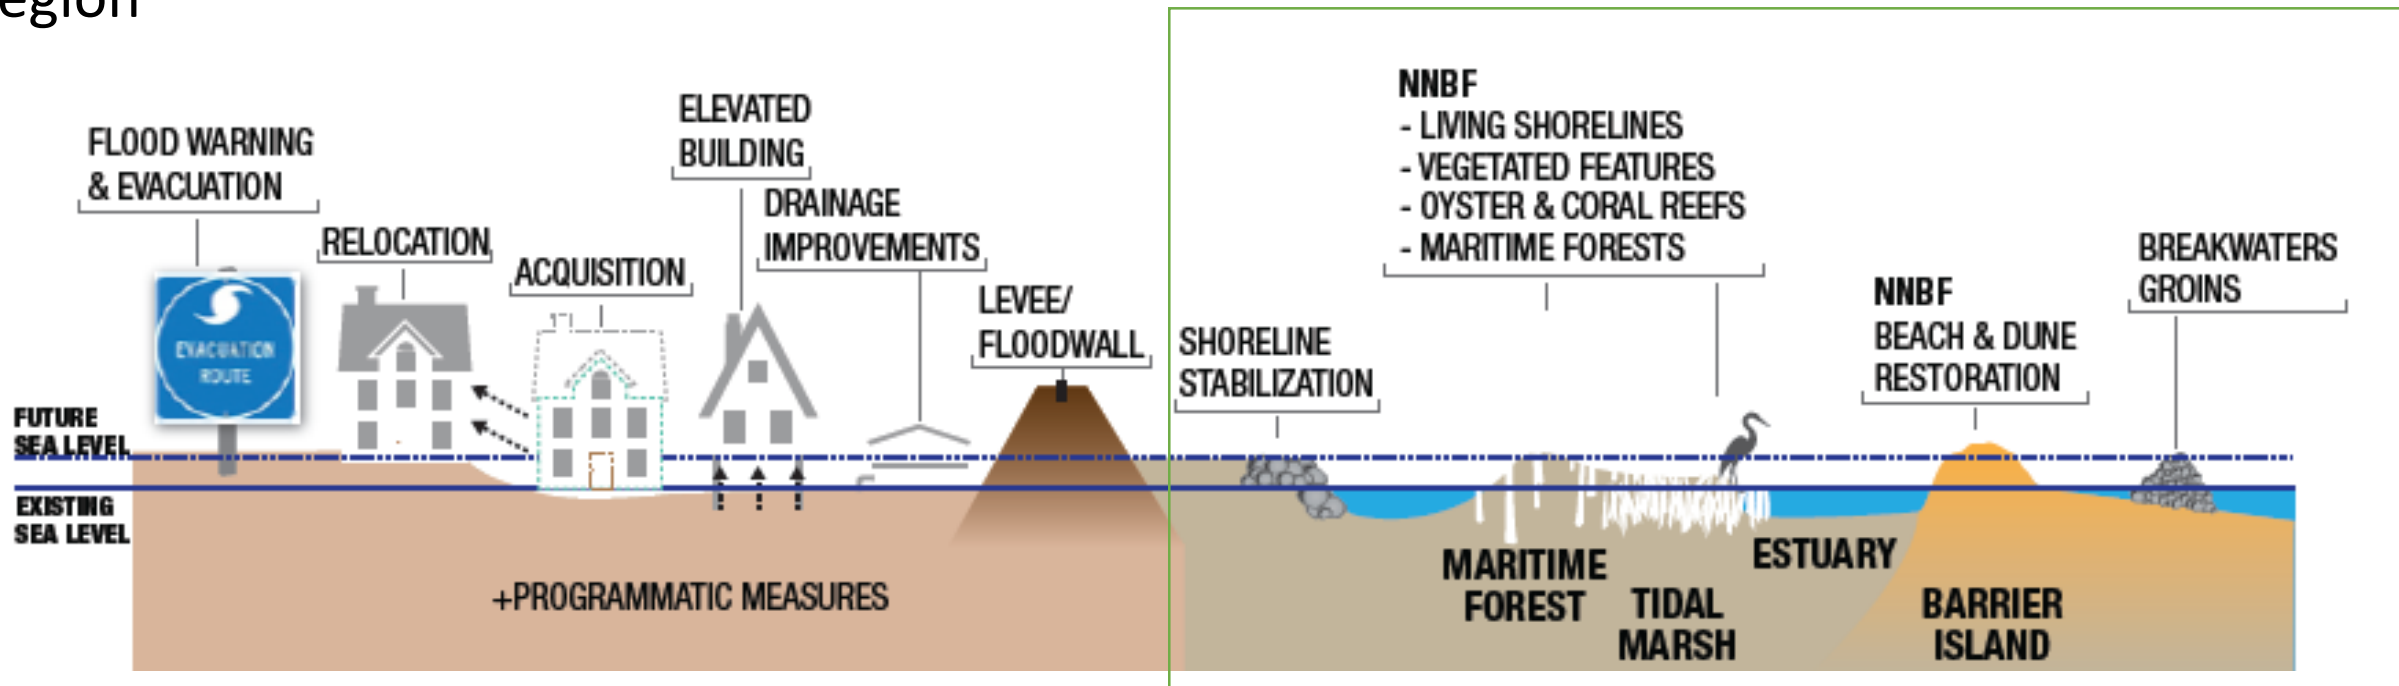 egion
FLOOD WARNING
& EVACUATION
RELOCATION
ACQUISITION
ELEVATED
BUILDING
DRAINAGE
IMPROVEMENTS
LEVEE/
FLOODWALL
SHORELINE
STABILIZATION
NNBF
- LIVING SHORELINES
- VEGETATED FEATURES
- OYSTER & CORAL REEFS
- MARITIME FORESTS
NNBF
BEACH & DUNE
RESTORATION
BREAKWATERS
GROINS
EVACUATION
ROUTE
FUTURE
SEA LEVEL
EXISTING
SEA LEVEL
+PROGRAMMATIC MEASURES
MARITIME
FOREST
TIDAL
MARSH
ESTUARY
BARRIER
ISLAND